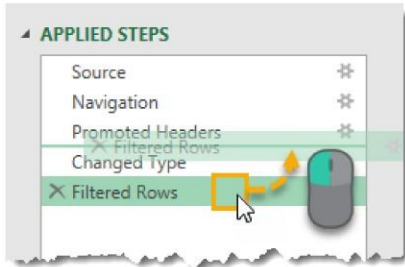 APPLIED STEPS
Source
Navigation
Promoted Headers
Filtered Rows
Changed Type
Filtered Rows